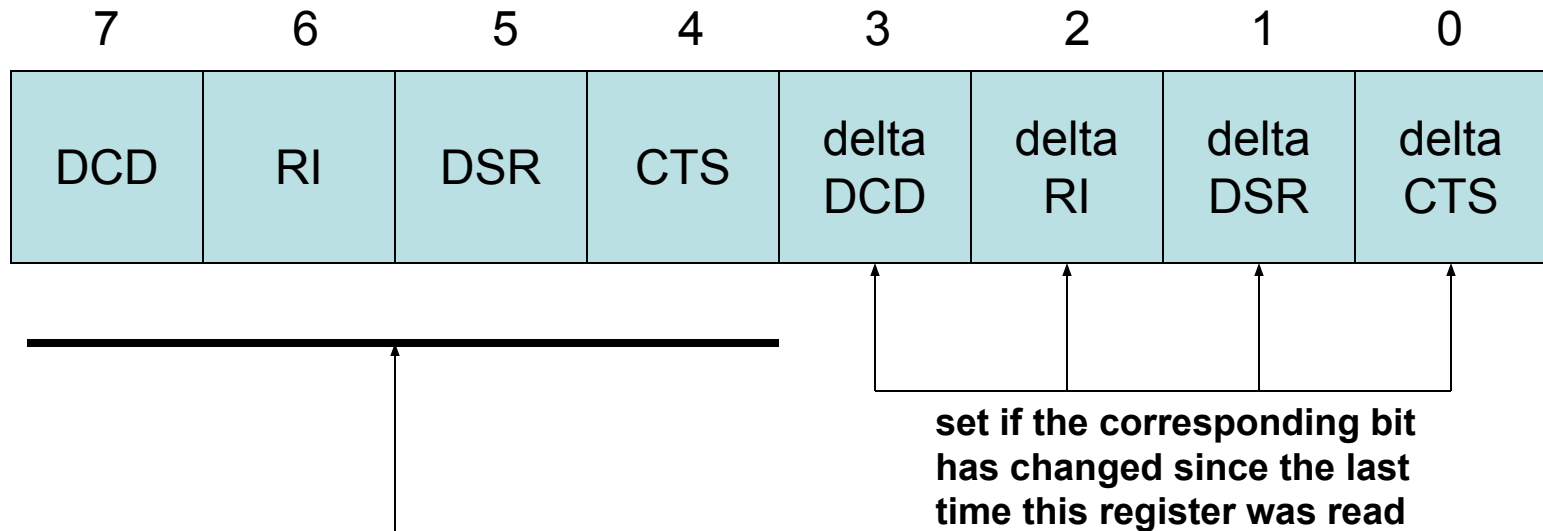 7 6 5 4 3 2 1 0
DCD RI DSR CTS delta DCD delta RI delta DSR delta CTS
set if the corresponding bit
has changed since the last
time this register was read